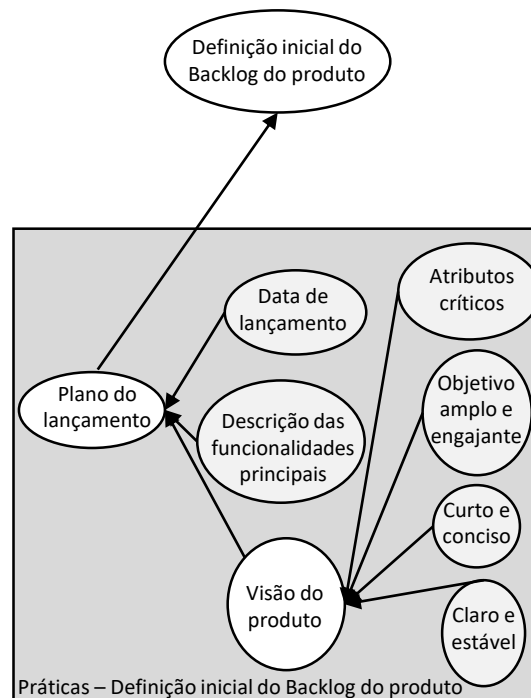 Definição inicial do
Backlog do produto
Data de
lançamento
Atributos
críticos
Plano do
lançamento
Descrição das
funcionalidades
principais
Objetivo
amplo e
engajante
Curto e
conciso
Visão do
produto
Claro e
estável
Práticas – Definição inicial do Backlog do produto